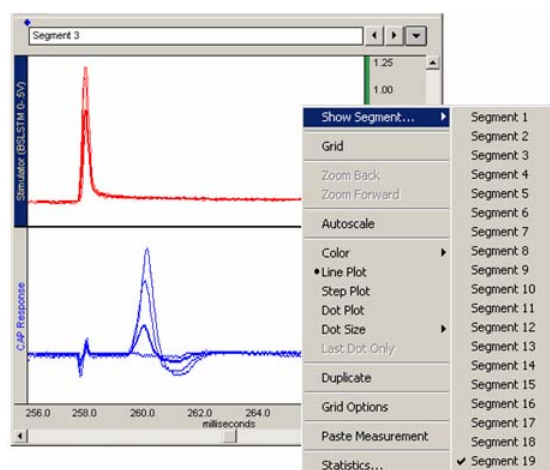 Segment 3
1.25
1.00
Stimulator (BSLSTM 0-.5V)
CAP Response
256.0 258.0 260.0 262.0 264.0
milliseconds
Show Segment...
Grid
Zoom Back
Zoom Forward
Autoscale
Color
Line Plot
Step Plot
Dot Plot
Dot Size
Last Dot Only
Duplicate
Grid Options
Paste Measurement
Statistics...
Segment 1
Segment 2
Segment 3
Segment 4
Segment 5
Segment 6
Segment 7
Segment 8
Segment 9
Segment 10
Segment 11
Segment 12
Segment 13
Segment 14
Segment 15
Segment 16
Segment 17
Segment 18
Segment 19